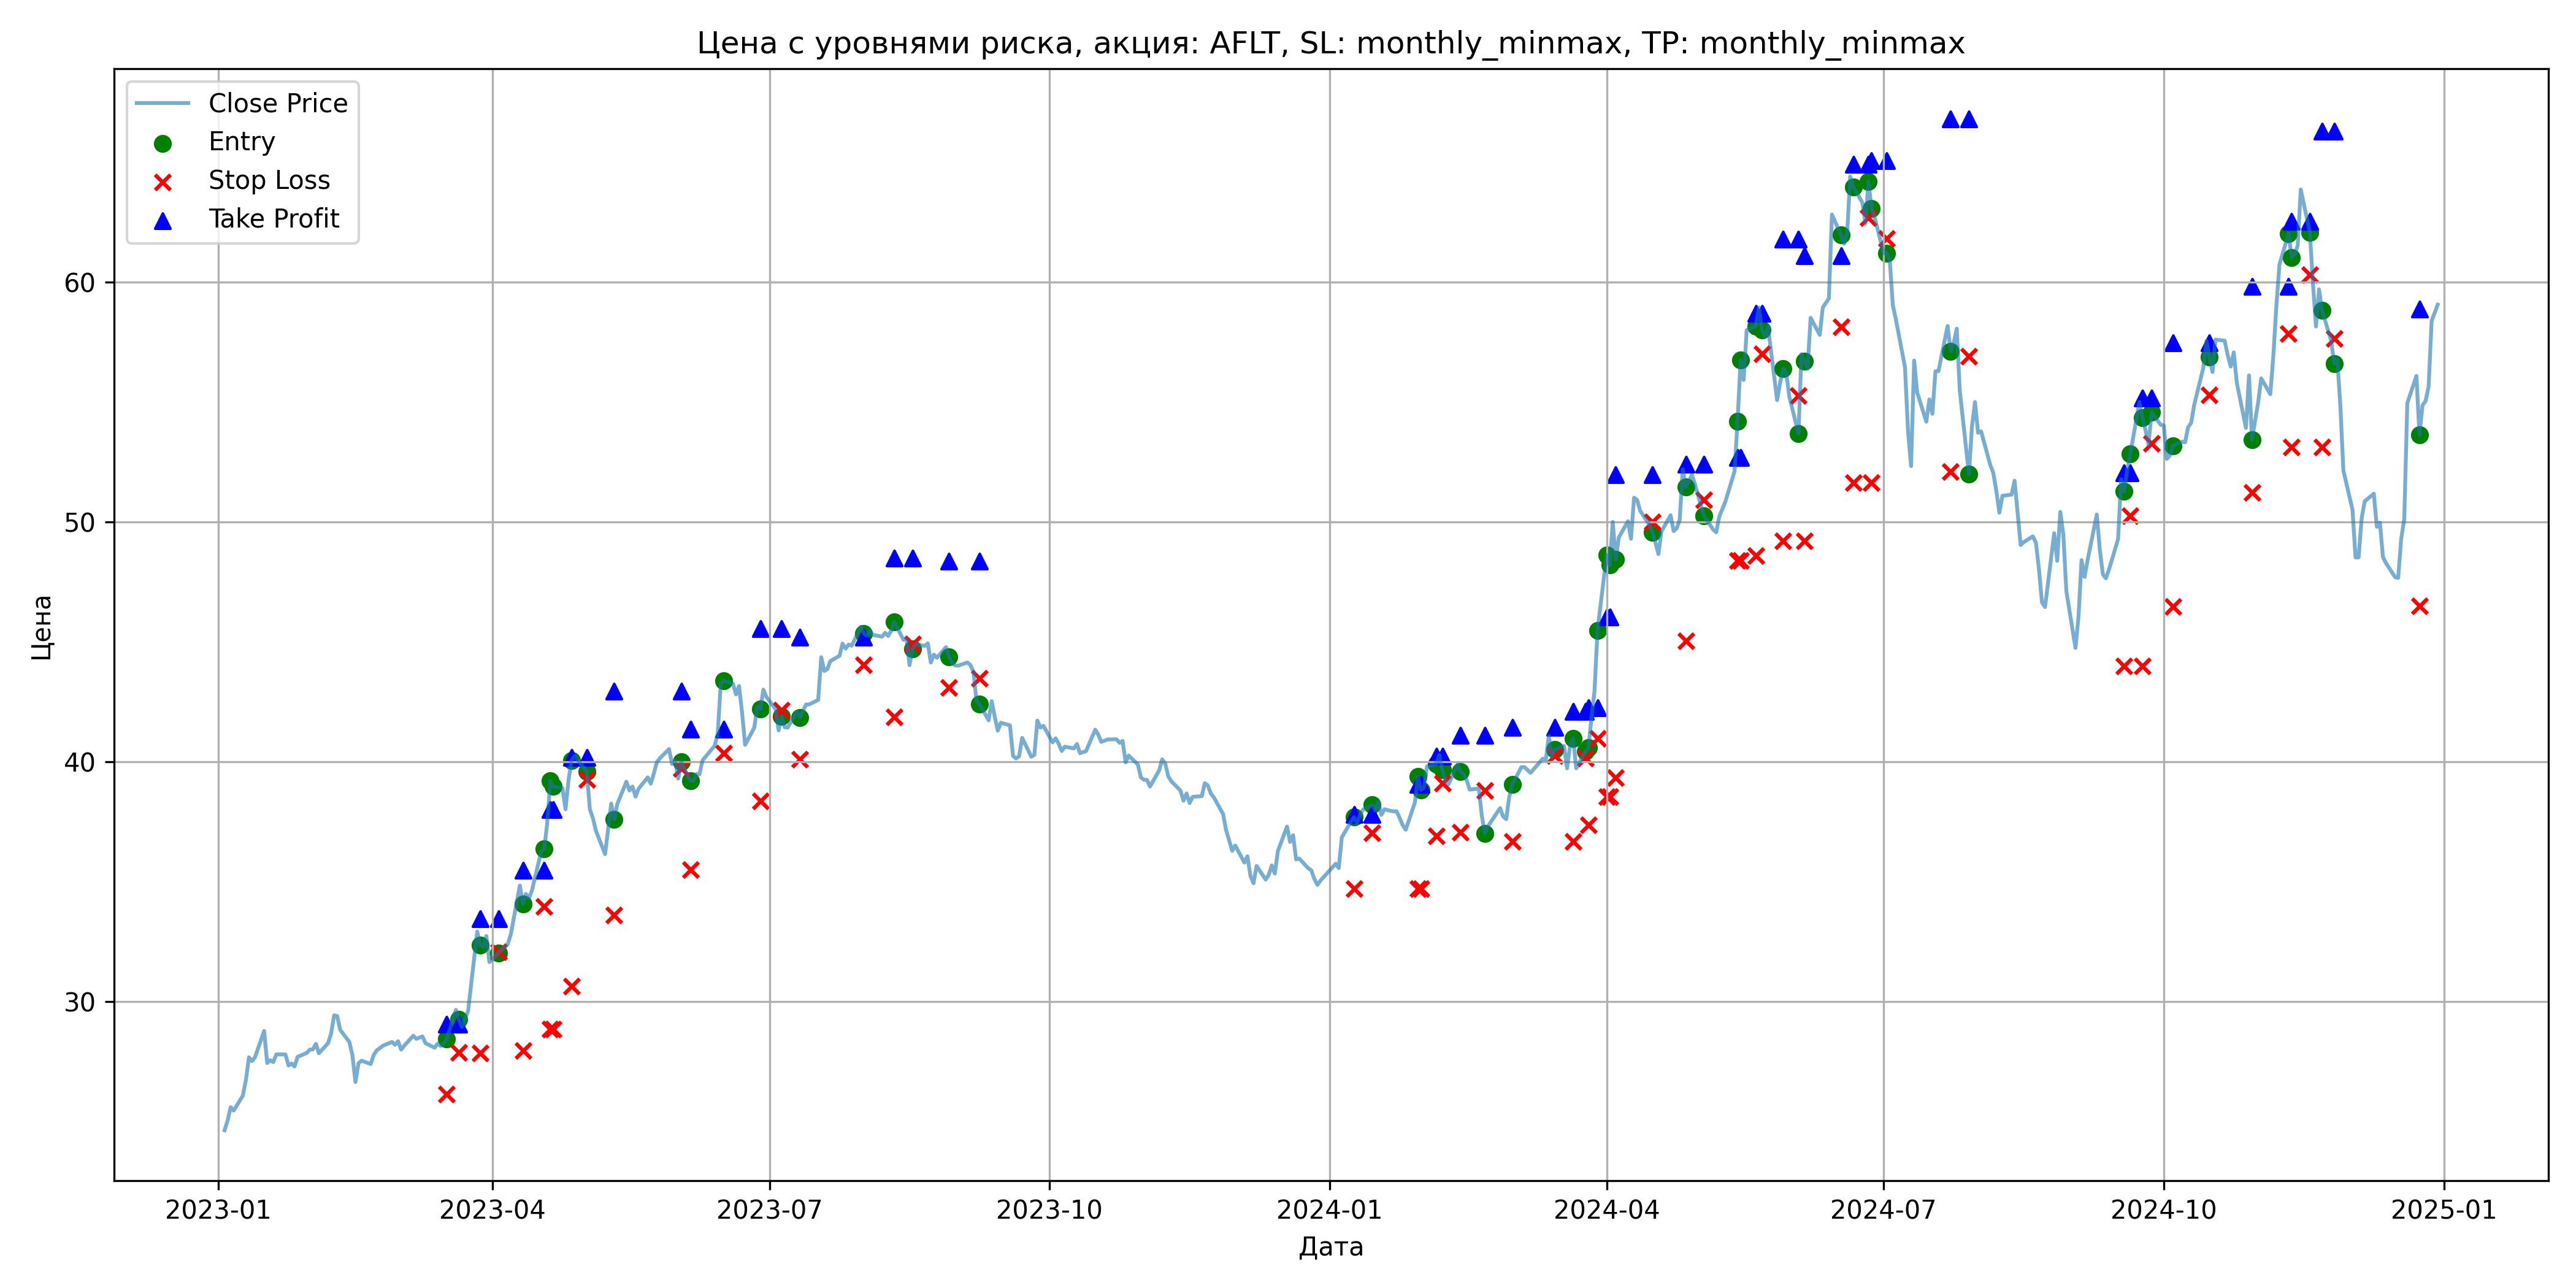 Цена с уровнями риска, акция: AFLT, SL: monthly_minmax, TP: monthly_minmax
Close Price
Entry
Stop Loss
Take Profit
60
50
40
30
Цена
2023-01 2023-04 2023-07 2023-10 2024-01 2024-04 2024-07 2024-10 2025-01
Дата